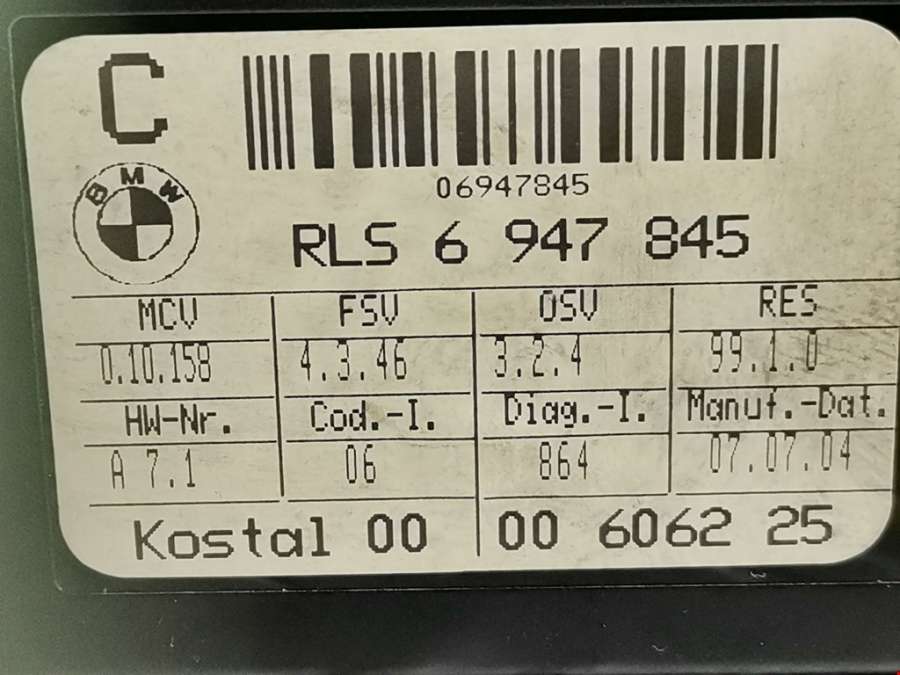 C
BMW
06947845
RLS 6 947 845
MCV FSV OSV RES
0.10.158 4.3.46 3.2.4 99.1.0
HW-Nr. Cod.-I. Diag.-I. Manuf.-Dat.
A 7.1 06 864 07.07.04
Kostal 00 00 6062 25